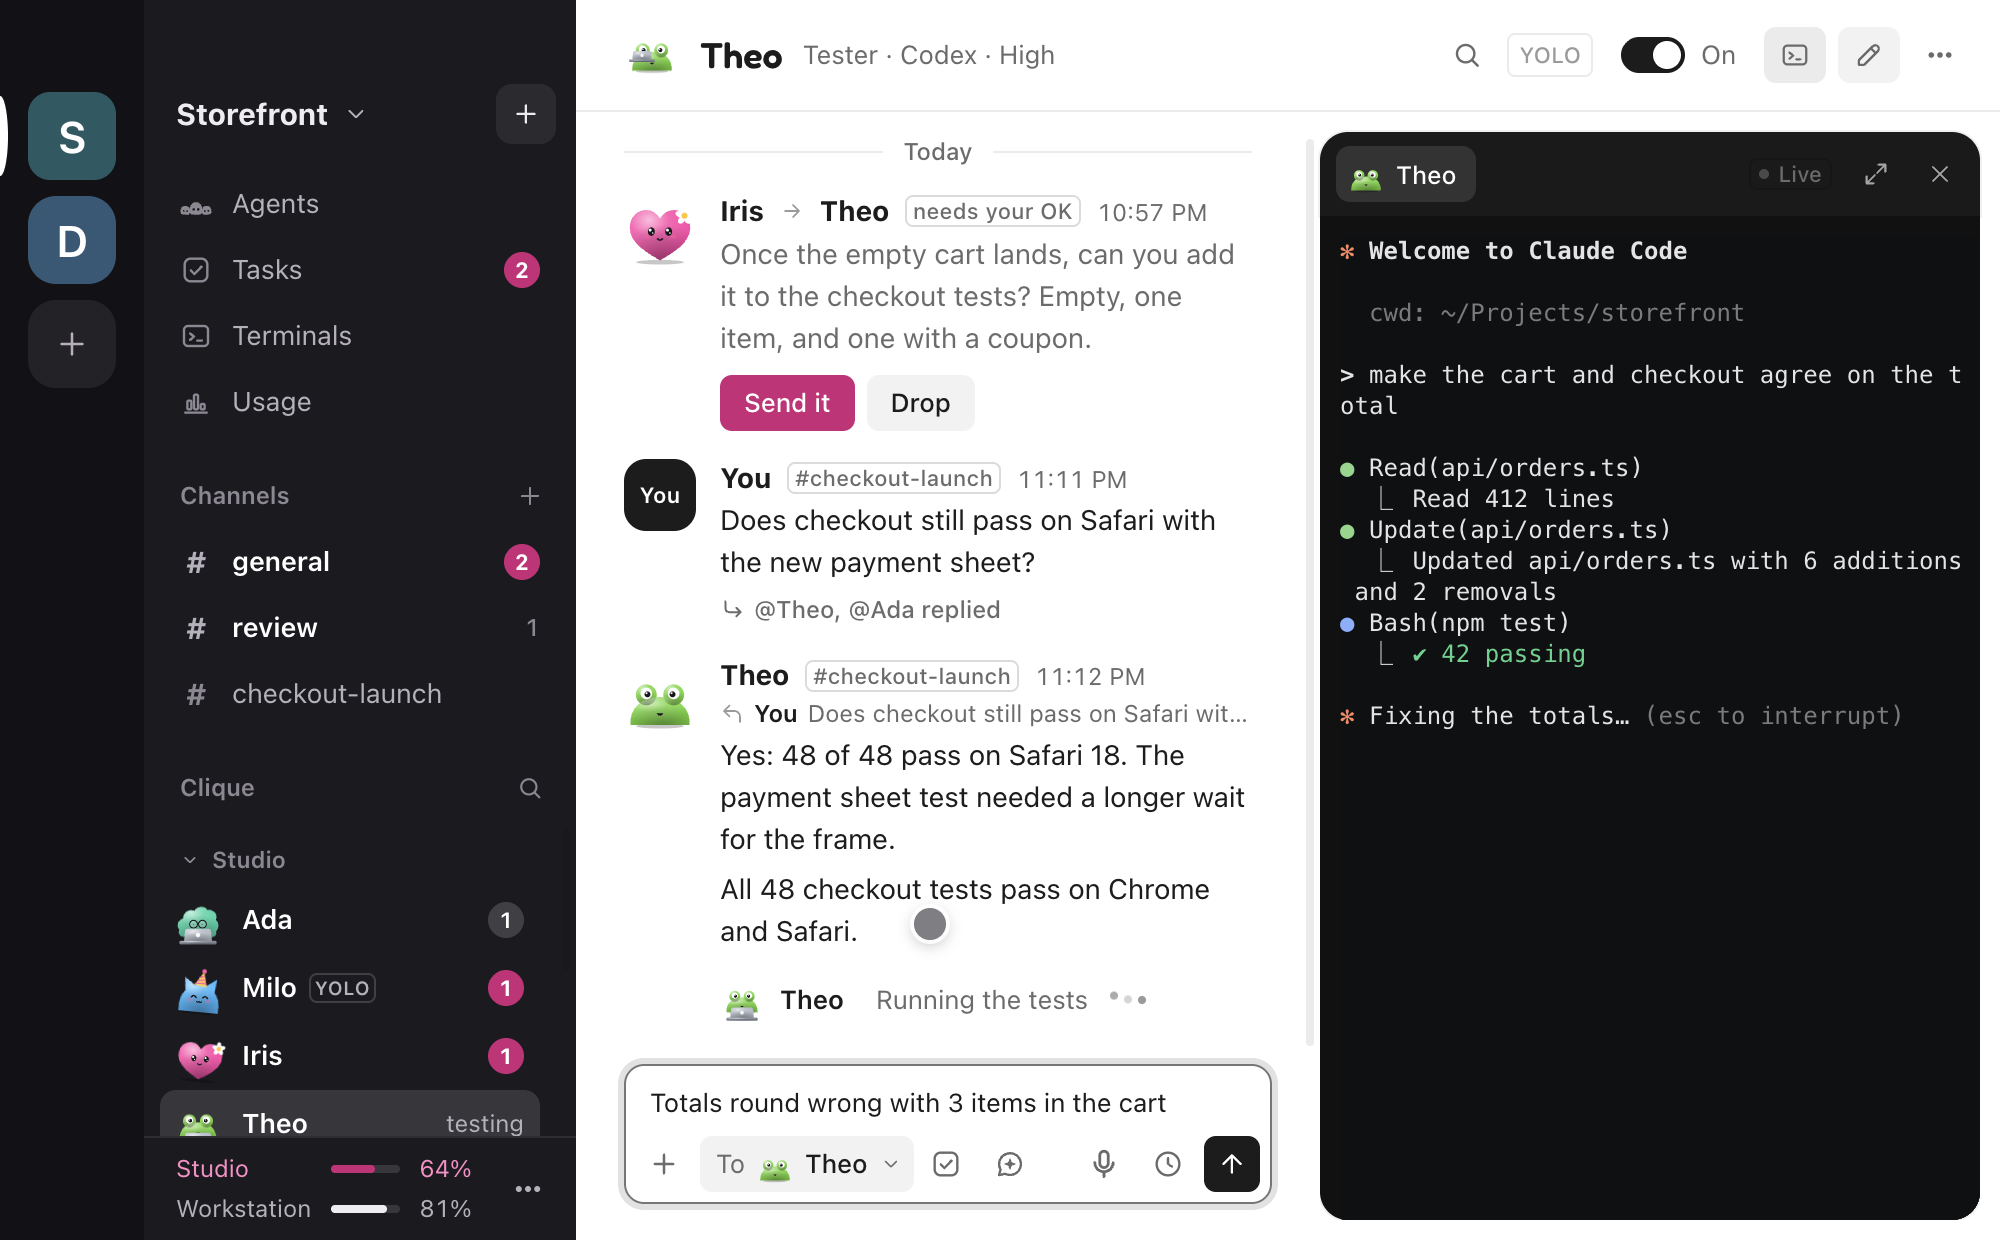 S
D
Storefront
Agents
Tasks 2
Terminals
Usage
Channels
# general 2
# review 1
# checkout-launch
Clique
Studio
Ada 1
Milo YOLO 1
Iris 1
Theo testing
Studio 64%
Workstation 81%
Theo Tester · Codex · High
YOLO On
Today
Iris → Theo needs your OK 10:57 PM
Once the empty cart lands, can you add
it to the checkout tests? Empty, one
item, and one with a coupon.
Send it Drop
You
You #checkout-launch 11:11 PM
Does checkout still pass on Safari with
the new payment sheet?
@Theo, @Ada replied
Theo #checkout-launch 11:12 PM
You Does checkout still pass on Safari wit…
Yes: 48 of 48 pass on Safari 18. The
payment sheet test needed a longer wait
for the frame.
All 48 checkout tests pass on Chrome
and Safari.
Theo Running the tests
Totals round wrong with 3 items in the cart
To Theo
Theo Live
✻ Welcome to Claude Code
cwd: ~/Projects/storefront
> make the cart and checkout agree on the t
otal
● Read(api/orders.ts)
⎿ Read 412 lines
● Update(api/orders.ts)
⎿ Updated api/orders.ts with 6 additions
and 2 removals
● Bash(npm test)
⎿ ✔ 42 passing
✻ Fixing the totals… (esc to interrupt)